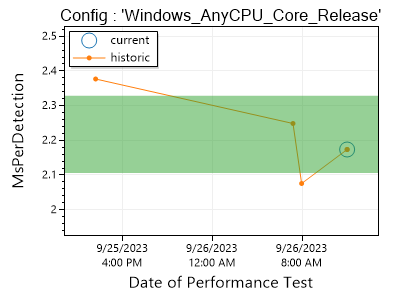 Config : 'Windows_AnyCPU_Core_Release'
current
historic
MsPerDetection
2.5
2.4
2.3
2.2
2.1
2
9/25/2023
4:00 PM
9/26/2023
12:00 AM
9/26/2023
8:00 AM
Date of Performance Test